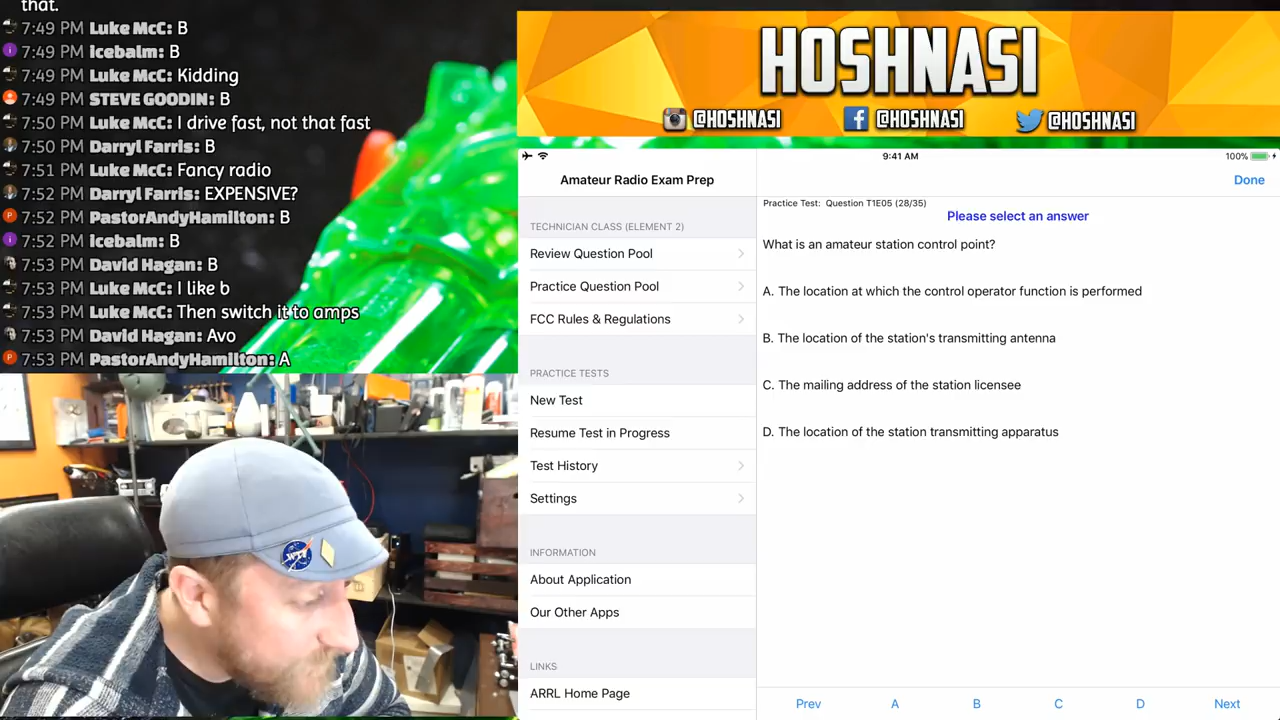 that.
7:49 PM Luke McC: B
7:49 PM icebalm: B
7:49 PM Luke McC: Kidding
7:49 PM STEVE GOODIN: B
7:50 PM Luke McC: I drive fast, not that fast
7:50 PM Darryl Farris: B
7:51 PM Luke McC: Fancy radio
7:52 PM Darryl Farris: EXPENSIVE?
7:52 PM PastorAndyHamilton: B
7:52 PM icebalm: B
7:53 PM David Hagan: B
7:53 PM Luke McC: I like b
7:53 PM Luke McC: Then switch it to amps
7:53 PM David Hagan: Avo
7:53 PM PastorAndyHamilton: A
HOSHNASI
@HOSHNASI @HOSHNASI @HOSHNASI
9:41 AM 100%
Amateur Radio Exam Prep
TECHNICIAN CLASS (ELEMENT 2)
Review Question Pool
Practice Question Pool
FCC Rules & Regulations
PRACTICE TESTS
New Test
Resume Test in Progress
Test History
Settings
INFORMATION
About Application
Our Other Apps
LINKS
ARRL Home Page
Done
Practice Test: Question T1E05 (28/35)
Please select an answer
What is an amateur station control point?
A. The location at which the control operator function is performed
B. The location of the station's transmitting antenna
C. The mailing address of the station licensee
D. The location of the station transmitting apparatus
Prev A B C D Next